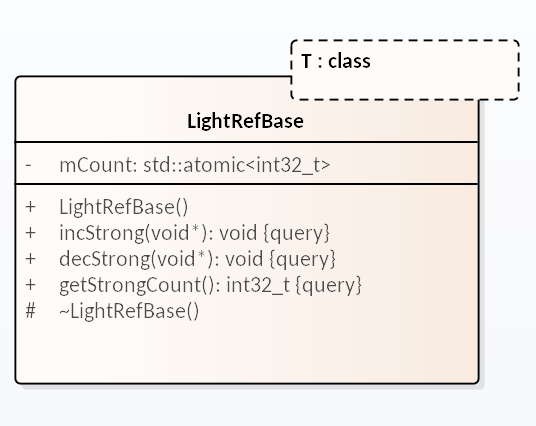 T : class
LightRefBase
- mCount: std::atomic<int32_t>
+ LightRefBase()
+ incStrong(void*): void {query}
+ decStrong(void*): void {query}
+ getStrongCount(): int32_t {query}
# ~LightRefBase()